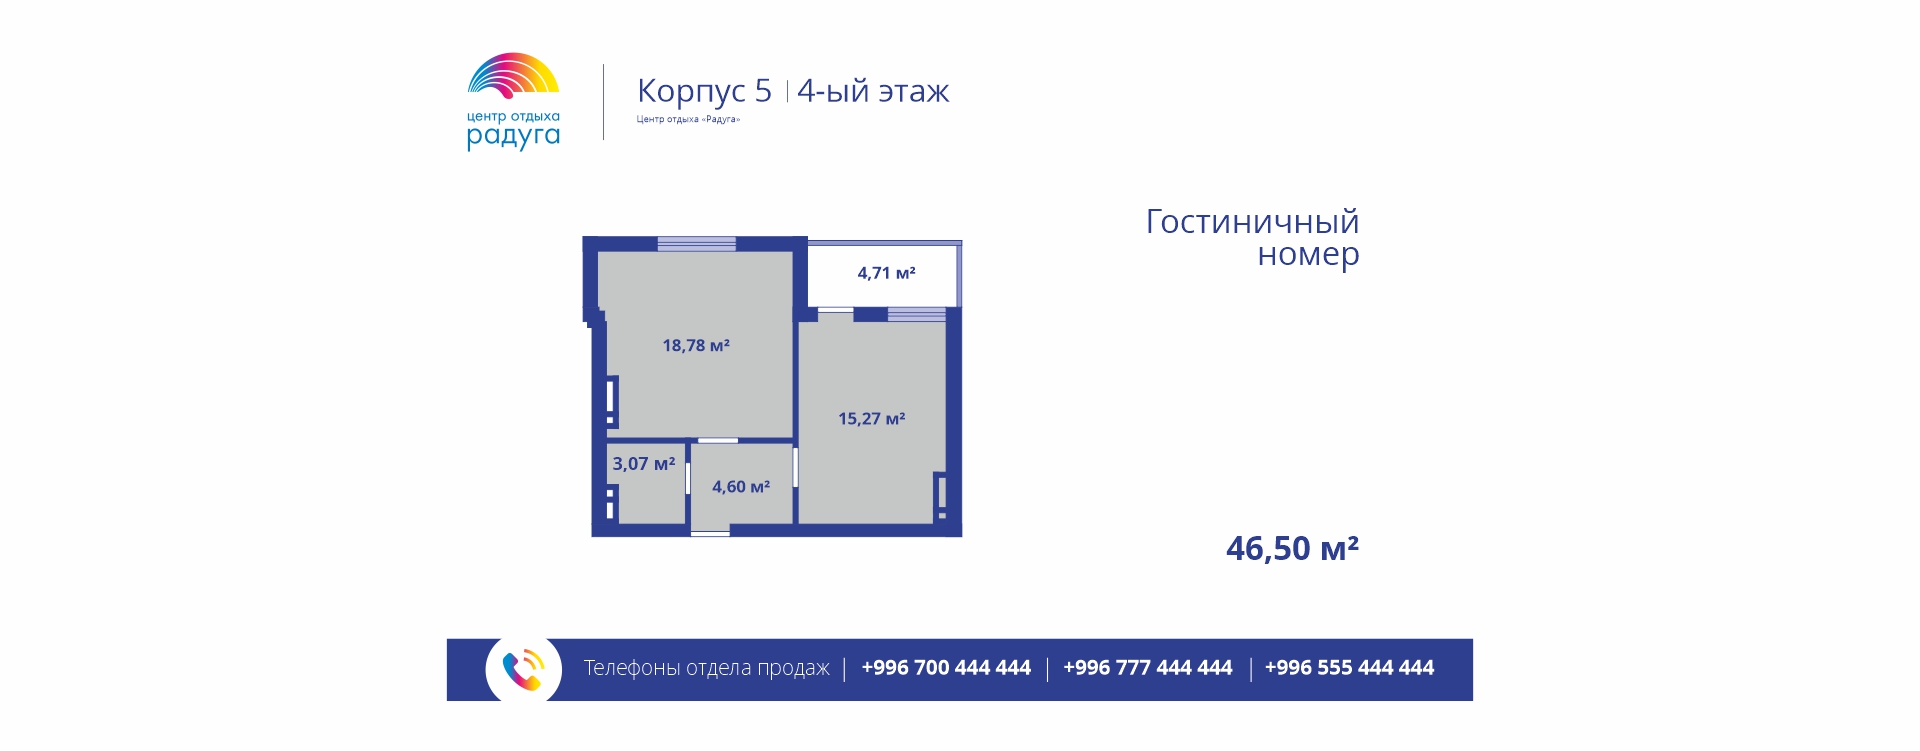 центр отдыха
радуга
Корпус 5 | 4-ый этаж
Центр отдыха «Радуга»
Гостиничный
номер
4,71 м²
18,78 м²
15,27 м²
3,07 м²
4,60 м²
46,50 м²
Телефоны отдела продаж | +996 700 444 444 | +996 777 444 444 | +996 555 444 444